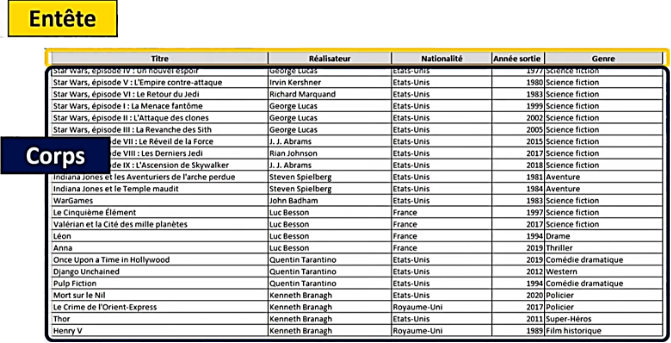 Entête
Titre Réalisateur Nationalité Année sortie Genre
Star Wars, épisode IV : Un nouvel espoir George Lucas Etats-Unis 1977 Science fiction
Star Wars, épisode V : L'Empire contre-attaque Irvin Kershner Etats-Unis 1980 Science fiction
Star Wars, épisode VI : Le Retour du Jedi Richard Marquand Etats-Unis 1983 Science fiction
Star Wars, épisode I : La Menace fantôme George Lucas Etats-Unis 1999 Science fiction
Star Wars, épisode II : L'Attaque des clones George Lucas Etats-Unis 2002 Science fiction
Star Wars, épisode III : La Revanche des Sith George Lucas Etats-Unis 2005 Science fiction
ode VII : Le Réveil de la Force J. J. Abrams Etats-Unis 2015 Science fiction
Corps
de VIII : Les Derniers Jedi Rian Johnson Etats-Unis 2017 Science fiction
ode IX : L'Ascension de Skywalker J. J. Abrams Etats-Unis 2018 Science fiction
Indiana Jones et les Aventuriers de l'arche perdue Steven Spielberg Etats-Unis 1981 Aventure
Indiana Jones et le Temple maudit Steven Spielberg Etats-Unis 1984 Aventure
WarGames John Badham Etats-Unis 1983 Science fiction
Le Cinquième Élément Luc Besson France 1997 Science fiction
Valérian et la Cité des mille planètes Luc Besson France 2017 Science fiction
Léon Luc Besson France 1994 Drame
Anna Luc Besson France 2019 Thriller
Once Upon a Time in Hollywood Quentin Tarantino Etats-Unis 2019 Comédie dramatique
Django Unchained Quentin Tarantino Etats-Unis 2012 Western
Pulp Fiction Quentin Tarantino Etats-Unis 1994 Comédie dramatique
Mort sur le Nil Kenneth Branagh Etats-Unis 2020 Policier
Le Crime de l'Orient-Express Kenneth Branagh Royaume-Uni 2017 Policier
Thor Kenneth Branagh Etats-Unis 2011 Super-Héros
Henry V Kenneth Branagh Royaume-Uni 1989 Film historique